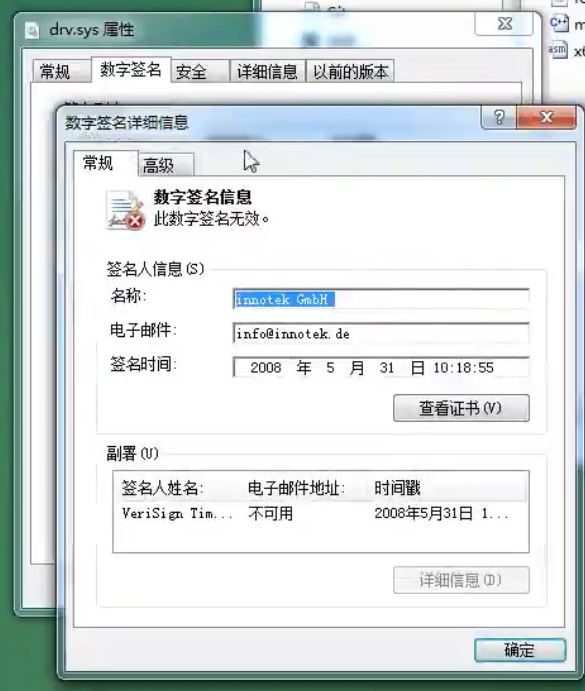 drv.sys 属性
常规 数字签名 安全 详细信息 以前的版本
数字签名详细信息
常规 高级
数字签名信息
此数字签名无效。
签名人信息(S)
名称: innotek GmbH
电子邮件: info@innotek.de
签名时间: 2008 年 5 月 31 日 10:18:55
查看证书(V)
副署(U)
签名人姓名: 电子邮件地址: 时间戳
VeriSign Tim... 不可用 2008年5月31日 1...
详细信息(D)
确定